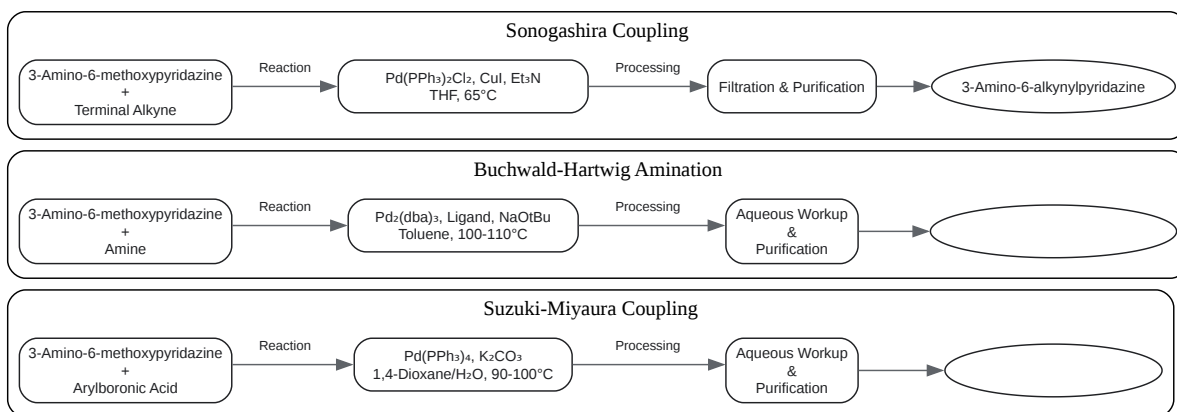 Sonogashira Coupling
3-Amino-6-methoxypyridazine
+
Terminal Alkyne
Reaction
Pd(PPh₃)₂Cl₂, CuI, Et₃N
THF, 65°C
Processing
Filtration & Purification
3-Amino-6-alkynylpyridazine
Buchwald-Hartwig Amination
3-Amino-6-methoxypyridazine
+
Amine
Reaction
Pd₂(dba)₃, Ligand, NaOtBu
Toluene, 100-110°C
Processing
Aqueous Workup
&
Purification
Suzuki-Miyaura Coupling
3-Amino-6-methoxypyridazine
+
Arylboronic Acid
Reaction
Pd(PPh₃)₄, K₂CO₃
1,4-Dioxane/H₂O, 90-100°C
Processing
Aqueous Workup
&
Purification